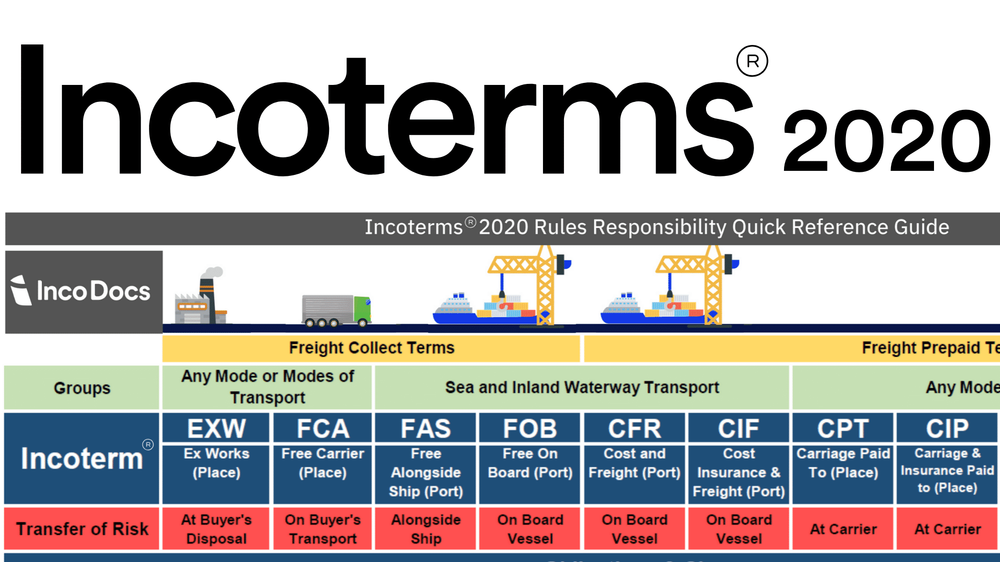 Incoterms® 2020
Incoterms® 2020 Rules Responsibility Quick Reference Guide
IncoDocs
Freight Collect Terms
Freight Prepaid Te
Groups
Any Mode or Modes of
Transport
Sea and Inland Waterway Transport
Any Mode
Incoterm®
EXW
FCA
FAS
FOB
CFR
CIF
CPT
CIP
Ex Works
(Place)
Free Carrier
(Place)
Free
Alongside
Ship (Port)
Free On
Board (Port)
Cost and
Freight (Port)
Cost
Insurance &
Freight (Port)
Carriage Paid
To (Place)
Carriage &
Insurance Paid
to (Place)
Transfer of Risk
At Buyer's
Disposal
On Buyer's
Transport
Alongside
Ship
On Board
Vessel
On Board
Vessel
On Board
Vessel
At Carrier
At Carrier